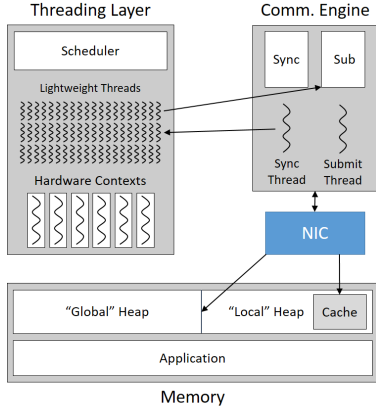 Threading Layer
Comm. Engine
Scheduler
Sync
Sub
Lightweight Threads
Sync
Thread
Submit
Thread
Hardware Contexts
NIC
“Global” Heap
“Local” Heap
Cache
Application
Memory